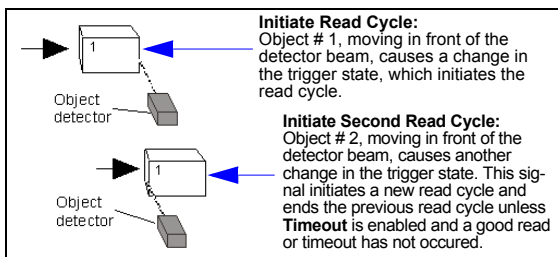 Initiate Read Cycle:
Object # 1, moving in front of the
detector beam, causes a change in
the trigger state, which initiates the
read cycle.
1
Object
detector
Initiate Second Read Cycle:
Object # 2, moving in front of the
detector beam, causes another
change in the trigger state. This sig-
nal initiates a new read cycle and
ends the previous read cycle unless
Timeout is enabled and a good read
or timeout has not occured.
1
Object
detector